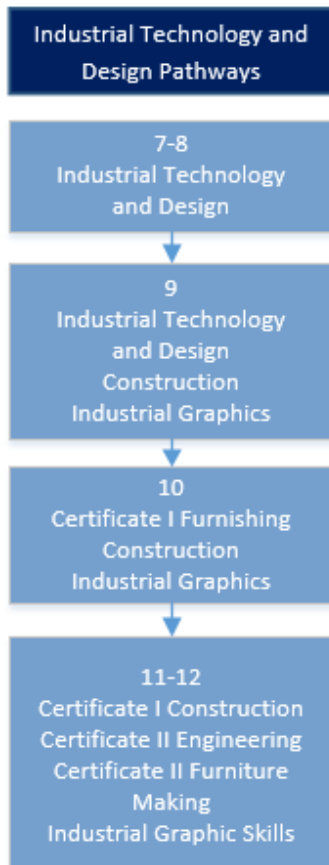 Industrial Technology and
Design Pathways
7-8
Industrial Technology
and Design
9
Industrial Technology
and Design
Construction
Industrial Graphics
10
Certificate I Furnishing
Construction
Industrial Graphics
11-12
Certificate I Construction
Certificate II Engineering
Certificate II Furniture
Making
Industrial Graphic Skills